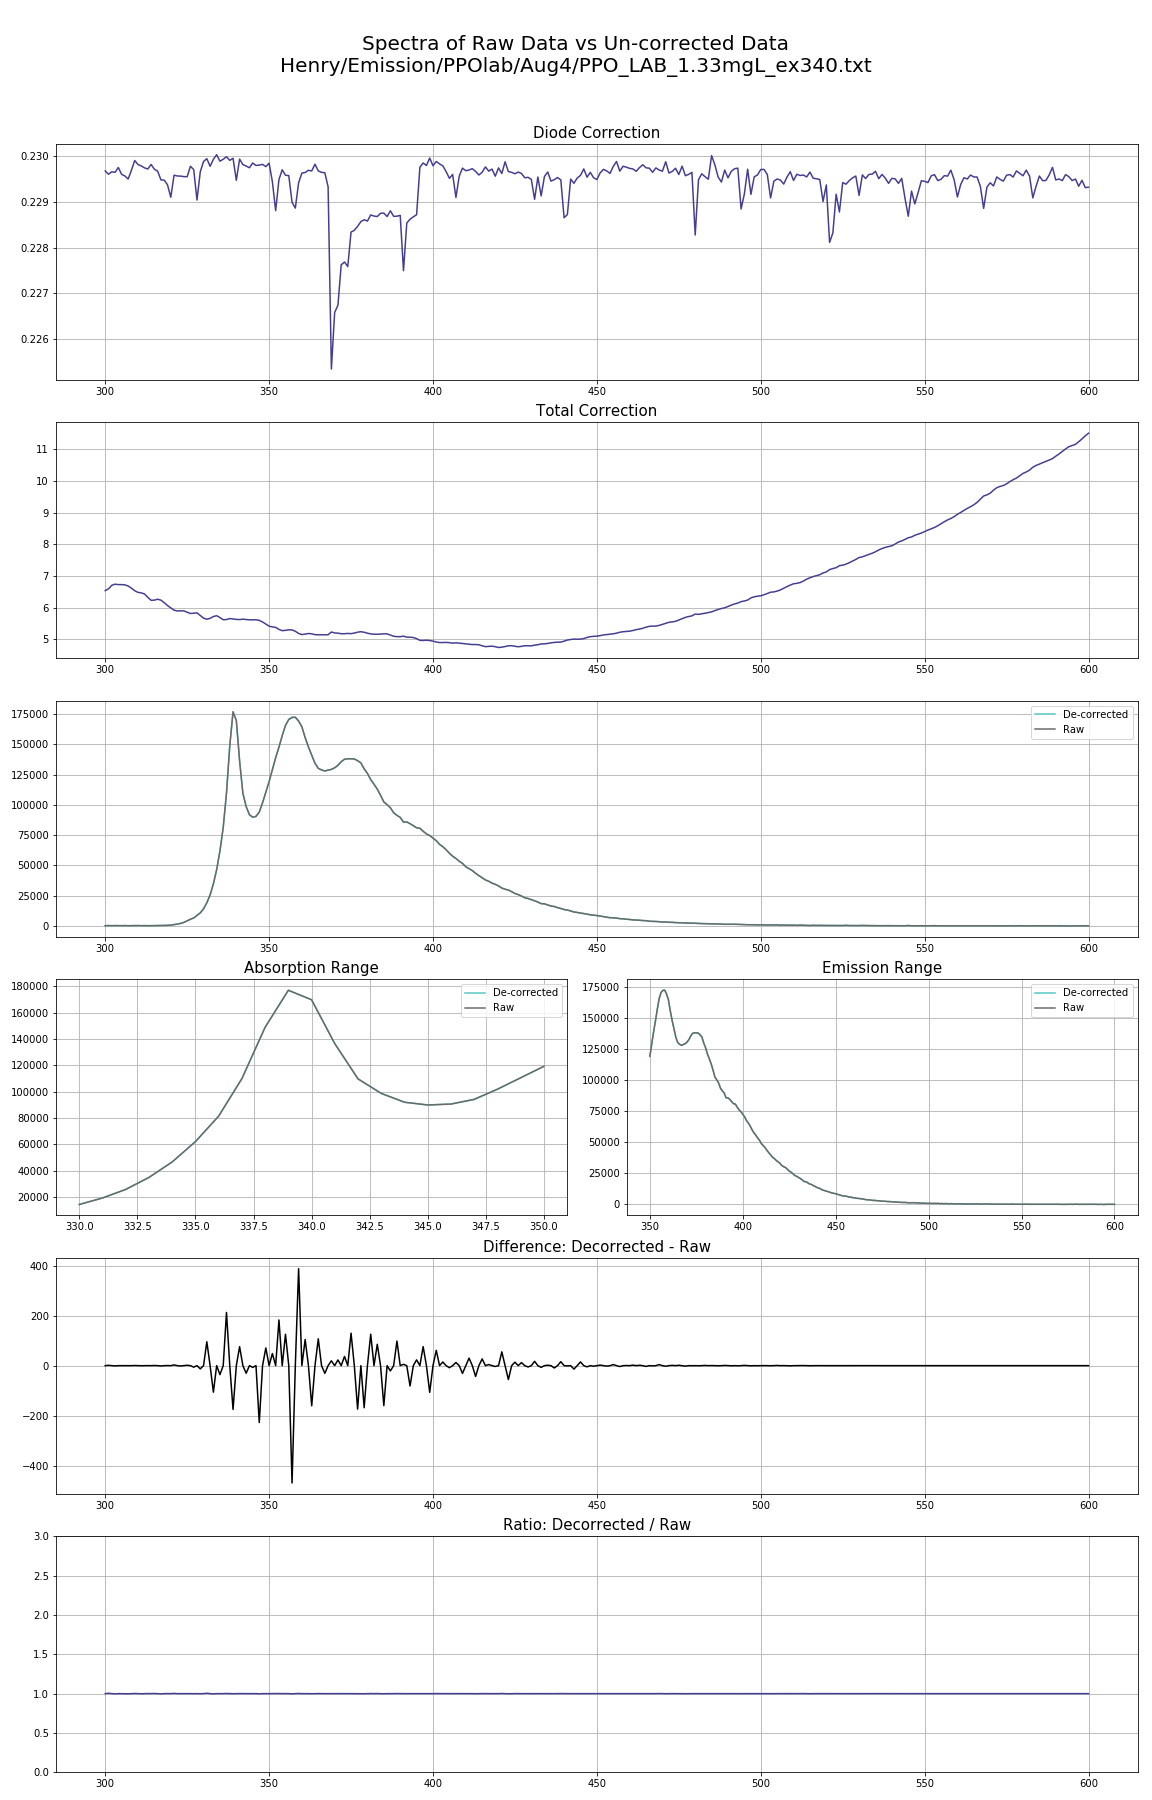 Spectra of Raw Data vs Un-corrected Data
Henry/Emission/PPOlab/Aug4/PPO_LAB_1.33mgL_ex340.txt
Diode Correction
0.230
0.229
0.228
0.227
0.226
300 350 400 450 500 550 600
Total Correction
11
10
9
8
7
6
5
300 350 400 450 500 550 600
175000
150000
125000
100000
75000
50000
25000
0
De-corrected
Raw
300 350 400 450 500 550 600
Absorption Range
180000
160000
140000
120000
100000
80000
60000
40000
20000
De-corrected
Raw
330.0 332.5 335.0 337.5 340.0 342.5 345.0 347.5 350.0
Emission Range
175000
150000
125000
100000
75000
50000
25000
0
De-corrected
Raw
350 400 450 500 550 600
Difference: Decorrected - Raw
400
200
0
−200
−400
300 350 400 450 500 550 600
Ratio: Decorrected / Raw
3.0
2.5
2.0
1.5
1.0
0.5
0.0
300 350 400 450 500 550 600